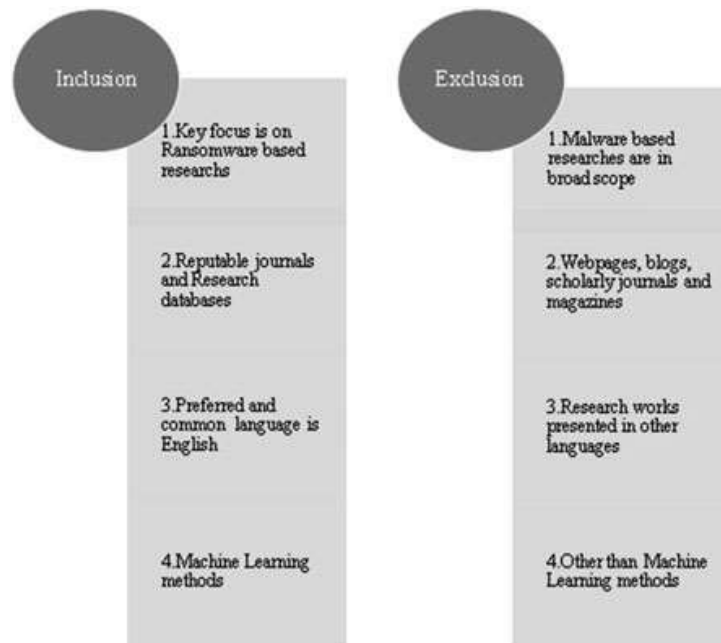 Inclusion
1.Key focus is on
Ransomware based
researchs
2.Reputable journals
and Research
databases
3.Preferred and
common language is
English
4.Machine Learning
methods
Exclusion
1.Malware based
researches are in
broad scope
2.Webpages, blogs,
scholarly journals and
magazines
3.Research works
presented in other
languages
4.Other than Machine
Learning methods